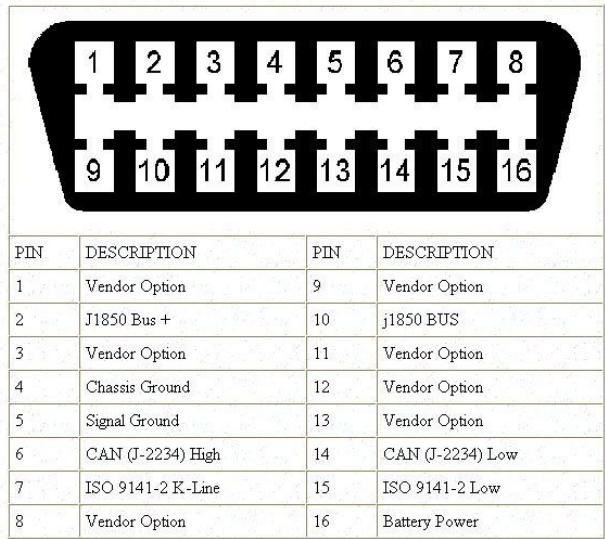 1 2 3 4 5 6 7 8
9 10 11 12 13 14 15 16
PIN DESCRIPTION PIN DESCRIPTION
1 Vendor Option 9 Vendor Option
2 J1850 Bus + 10 j1850 BUS
3 Vendor Option 11 Vendor Option
4 Chassis Ground 12 Vendor Option
5 Signal Ground 13 Vendor Option
6 CAN (J-2234) High 14 CAN (J-2234) Low
7 ISO 9141-2 K-Line 15 ISO 9141-2 Low
8 Vendor Option 16 Battery Power